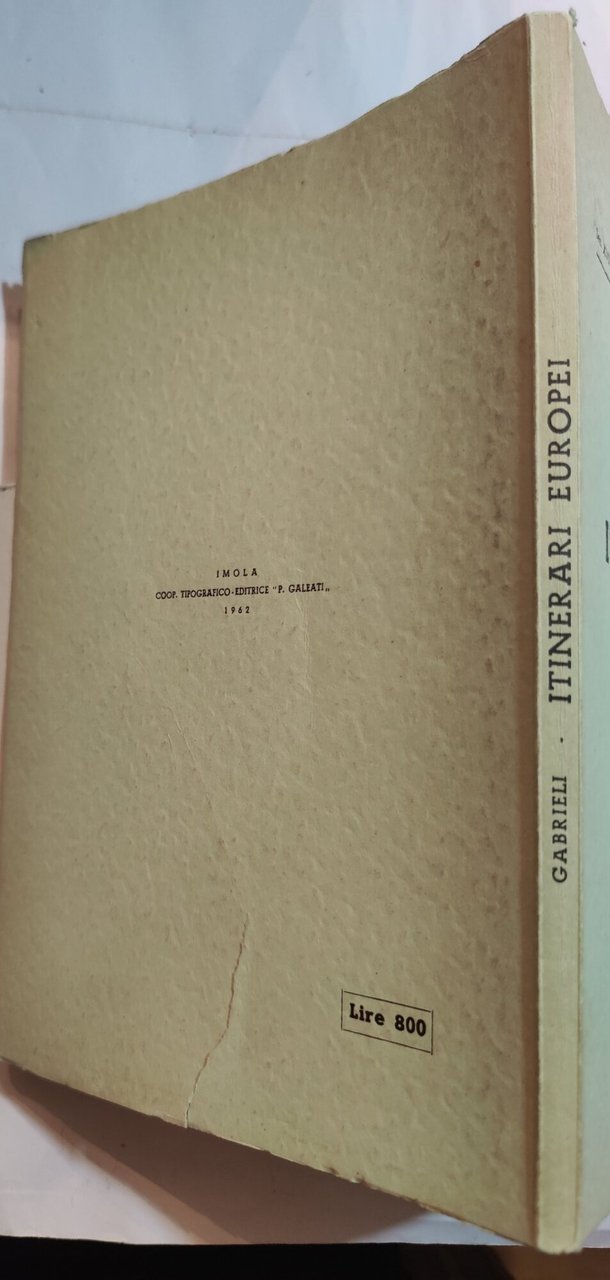 IMOLA
COOP. TIPOGRAFICO-EDITRICE "P. GALEATI„
1962
Lire 800
GABRIELI · ITINERARI EUROPEI